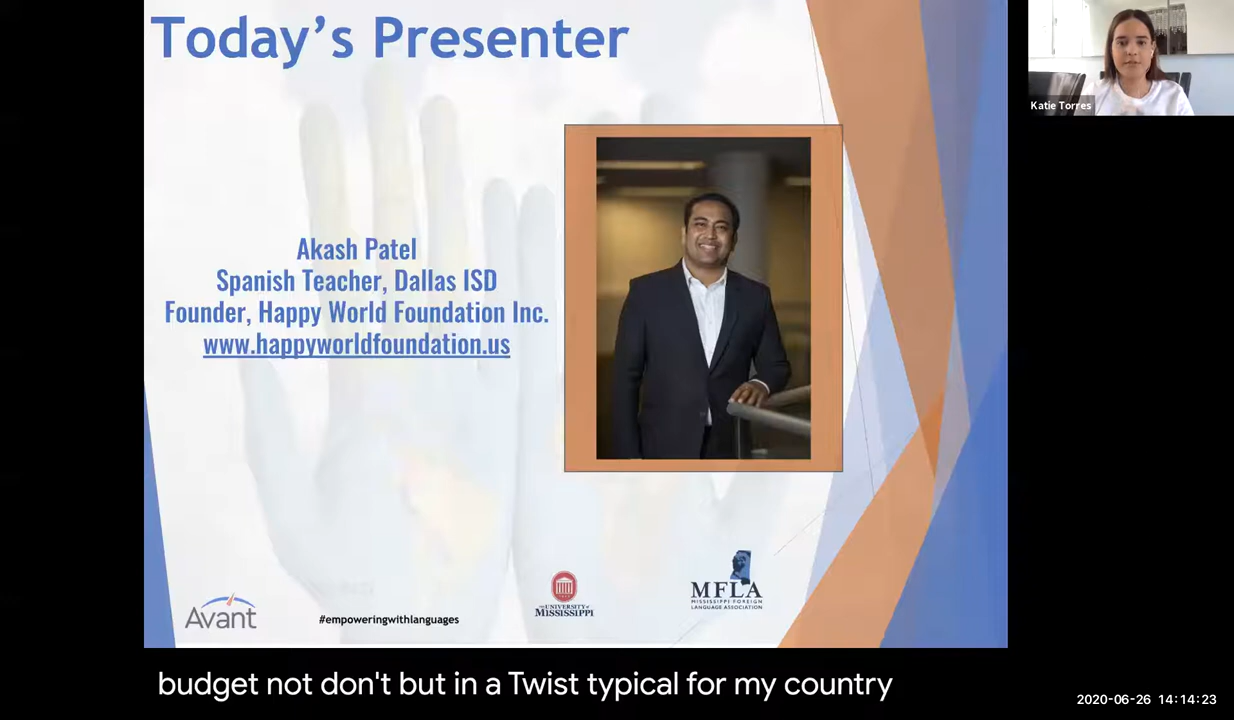 Today's Presenter
Katie Torres
Akash Patel
Spanish Teacher, Dallas ISD
Founder, Happy World Foundation Inc.
www.happyworldfoundation.us
Avant
#empoweringwithlanguages
THE UNIVERSITY of
MISSISSIPPI
MFLA
MISSISSIPPI FOREIGN
LANGUAGE ASSOCIATION
budget not don't but in a Twist typical for my country
2020-06-26 14:14:23